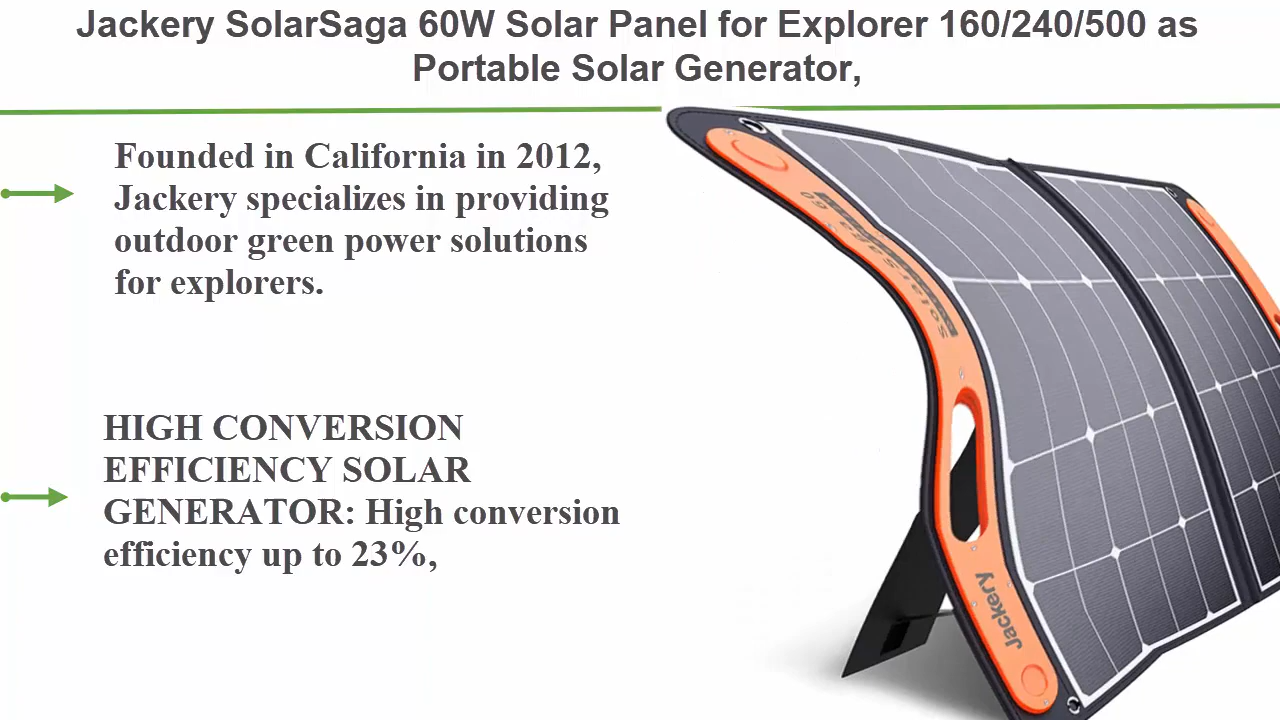 Jackery SolarSaga 60W Solar Panel for Explorer 160/240/500 as
Portable Solar Generator,
Founded in California in 2012,
Jackery specializes in providing
outdoor green power solutions
for explorers.
HIGH CONVERSION
EFFICIENCY SOLAR
GENERATOR: High conversion
efficiency up to 23%,
SolarSaga 60
Jackery